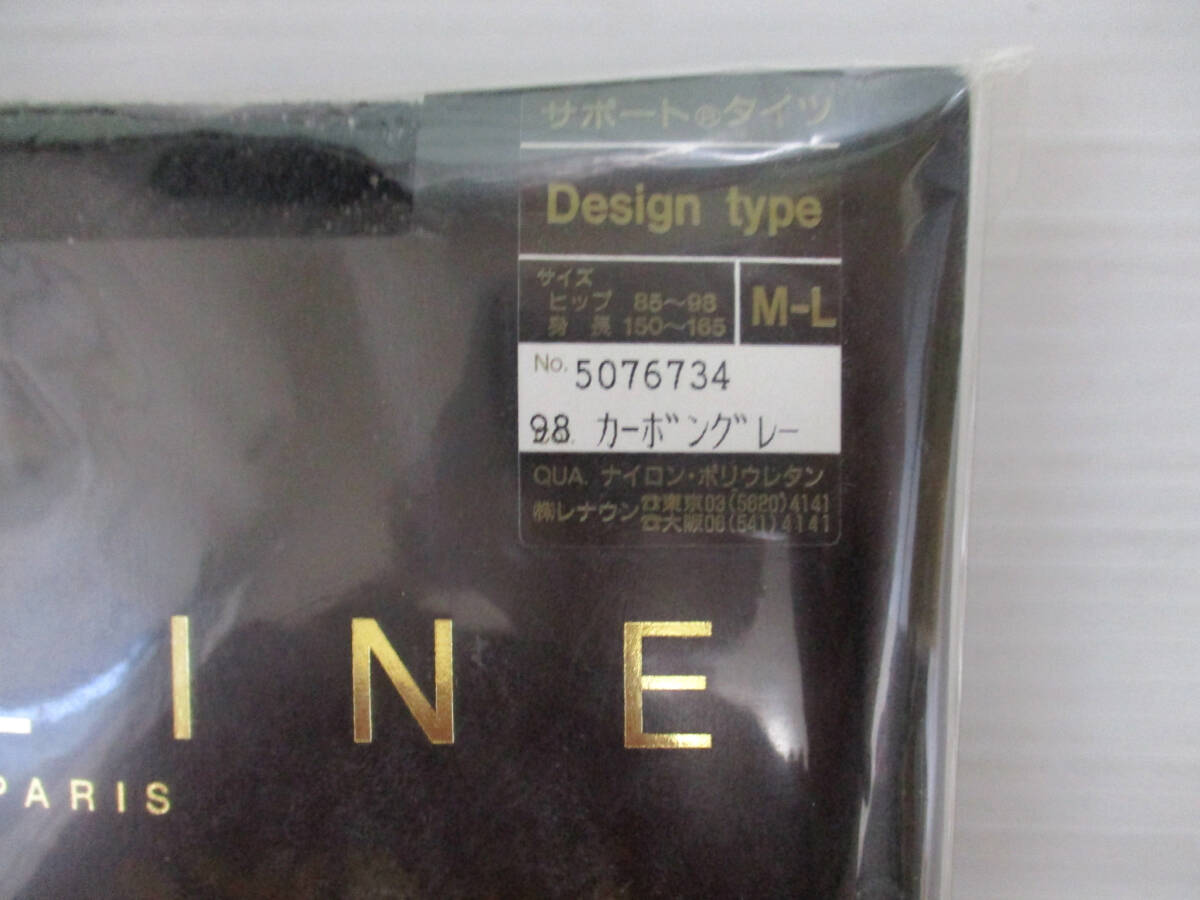 サポート®タイツ
Design type
サイズ
ヒップ 85〜98
身長 150〜165
M-L
No. 5076734
98 カーボングレー
QUA. ナイロン・ポリウレタン
㈱レナウン
☎東京03(5620)4141
☎大阪06(541)4141
LINE
PARIS